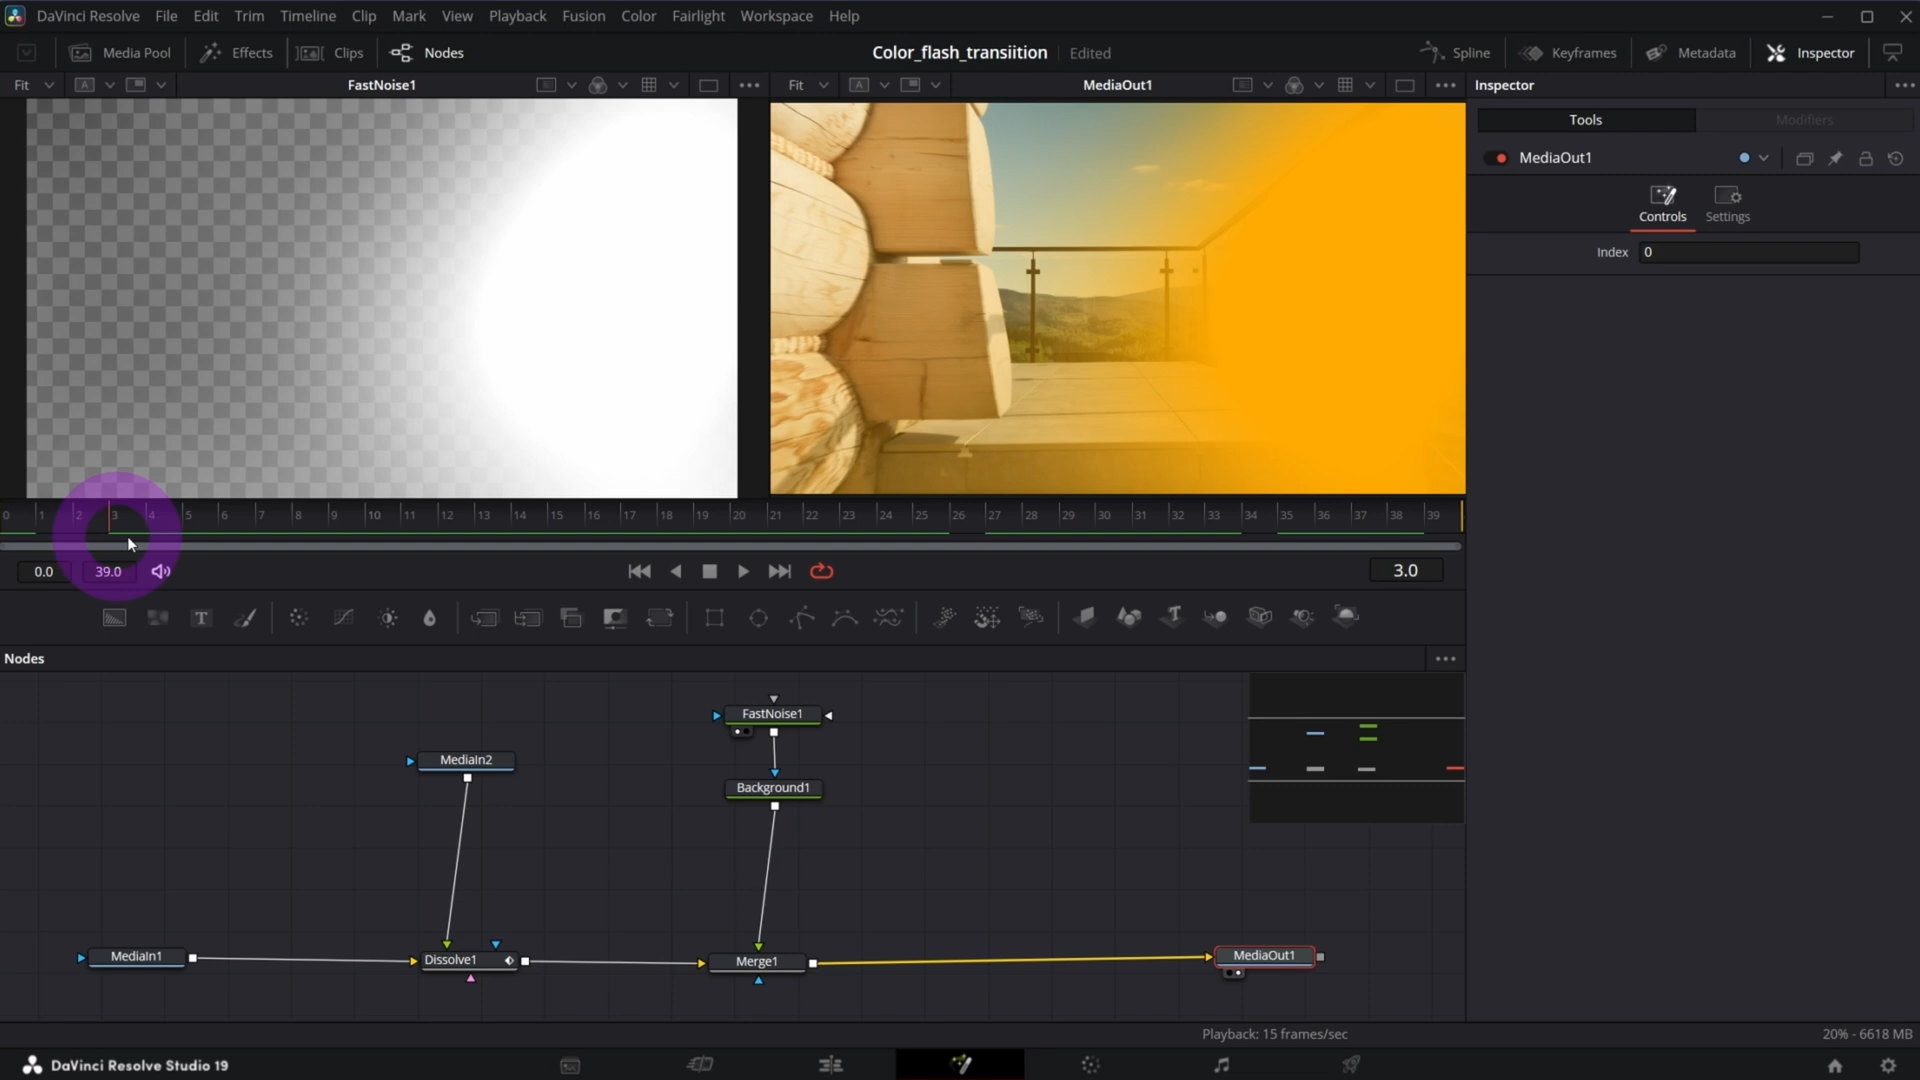 DaVinci Resolve File Edit Trim Timeline Clip Mark View Playback Fusion Color Fairlight Workspace Help
Media Pool Effects Clips Nodes Color_flash_transiition Edited Spline Keyframes Metadata Inspector
Fit A FastNoise1 Fit A MediaOut1 Inspector
Tools Modifiers
MediaOut1
Controls Settings
Index 0
0 1 2 3 4 5 6 7 8 9 10 11 12 13 14 15 16 17 18 19 20 21 22 23 24 25 26 27 28 29 30 31 32 33 34 35 36 37 38 39
0.0 39.0 3.0
T T
Nodes
FastNoise1
MediaIn2
Background1
MediaIn1 Dissolve1 Merge1 MediaOut1
Playback: 15 frames/sec 20% - 6618 MB
DaVinci Resolve Studio 19